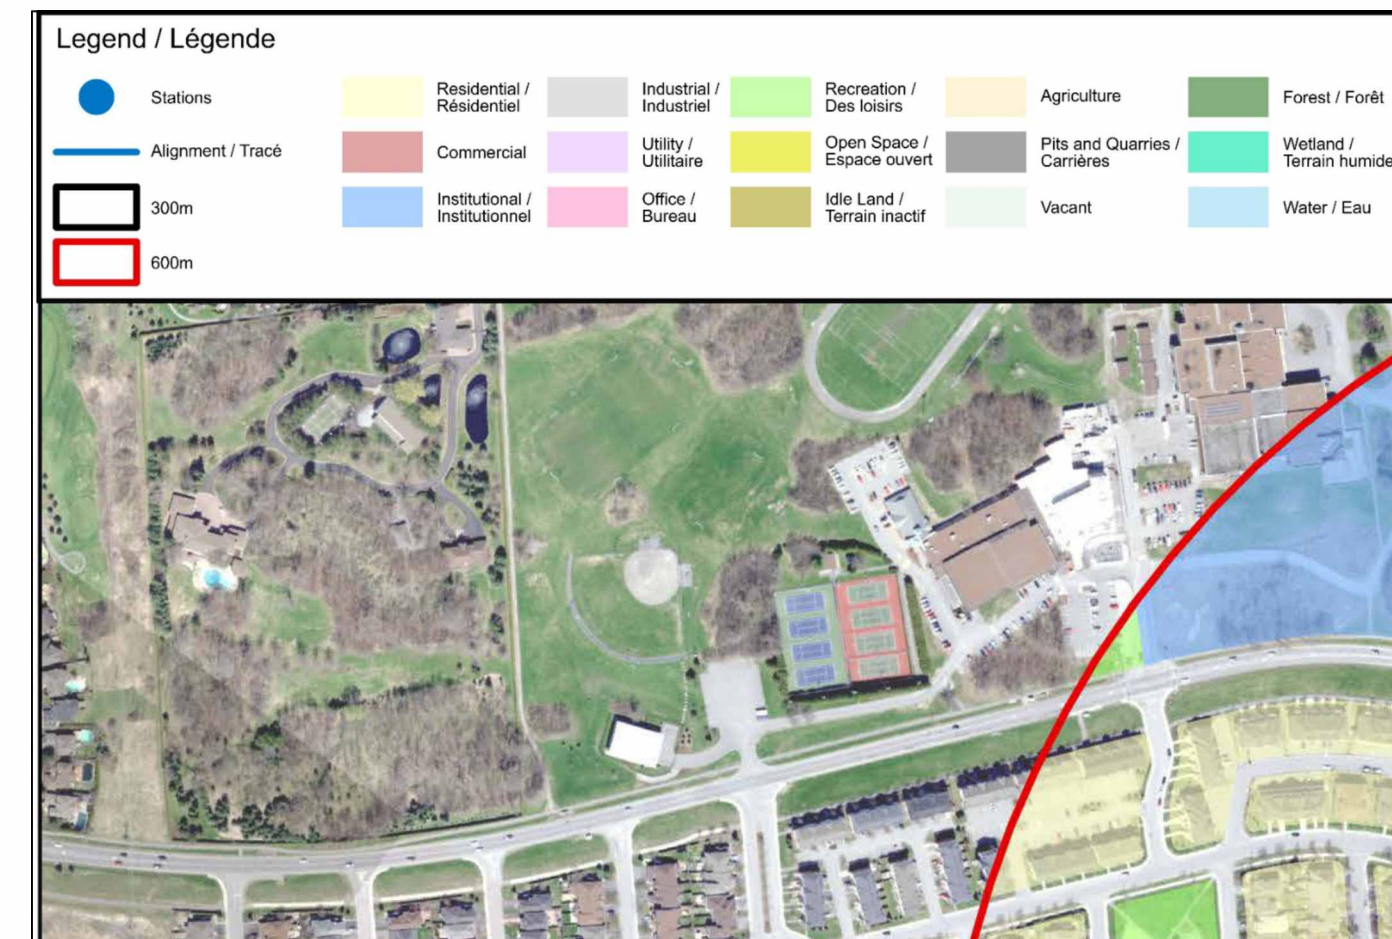 Legend / Légende
Stations
Alignment / Tracé
300m
600m
Residential /
Résidentiel
Commercial
Institutional /
Institutionnel
Industrial /
Industriel
Utility /
Utilitaire
Office /
Bureau
Recreation /
Des loisirs
Open Space /
Espace ouvert
Idle Land /
Terrain inactif
Agriculture
Pits and Quarries /
Carrières
Vacant
Forest / Forêt
Wetland /
Terrain humide
Water / Eau